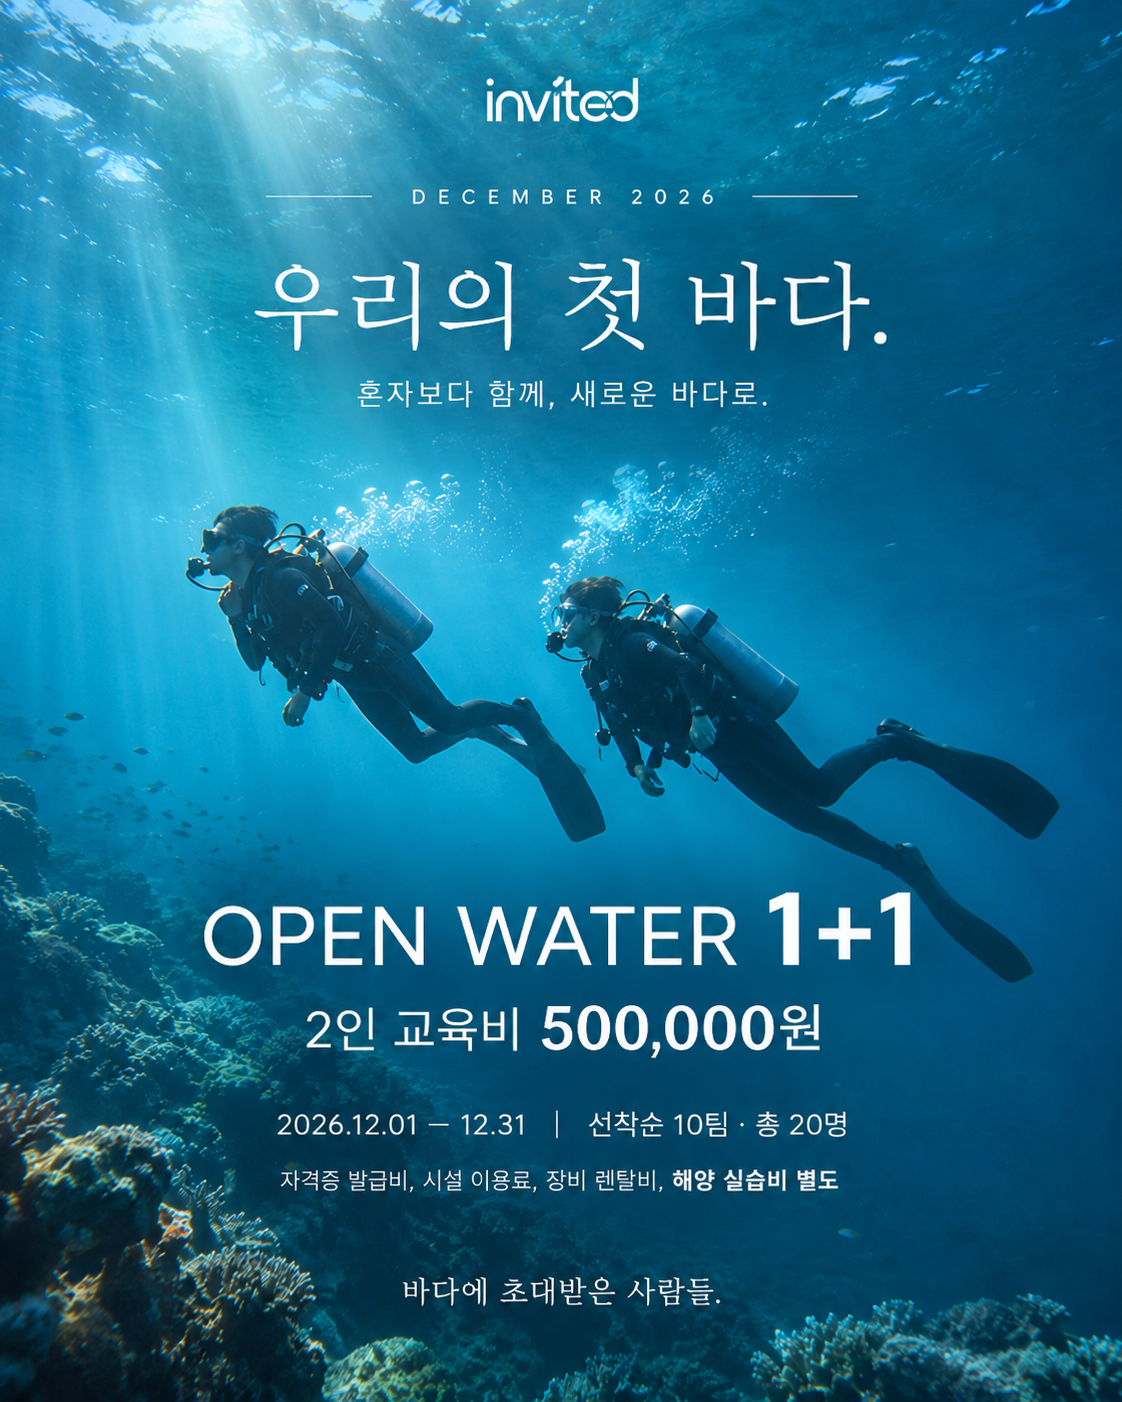 invited
DECEMBER 2026
우리의 첫 바다.
혼자보다 함께, 새로운 바다로.
OPEN WATER 1+1
2인 교육비 500,000원
2026.12.01 — 12.31 | 선착순 10팀 · 총 20명
자격증 발급비, 시설 이용료, 장비 렌탈비, 해양 실습비 별도
바다에 초대받은 사람들.